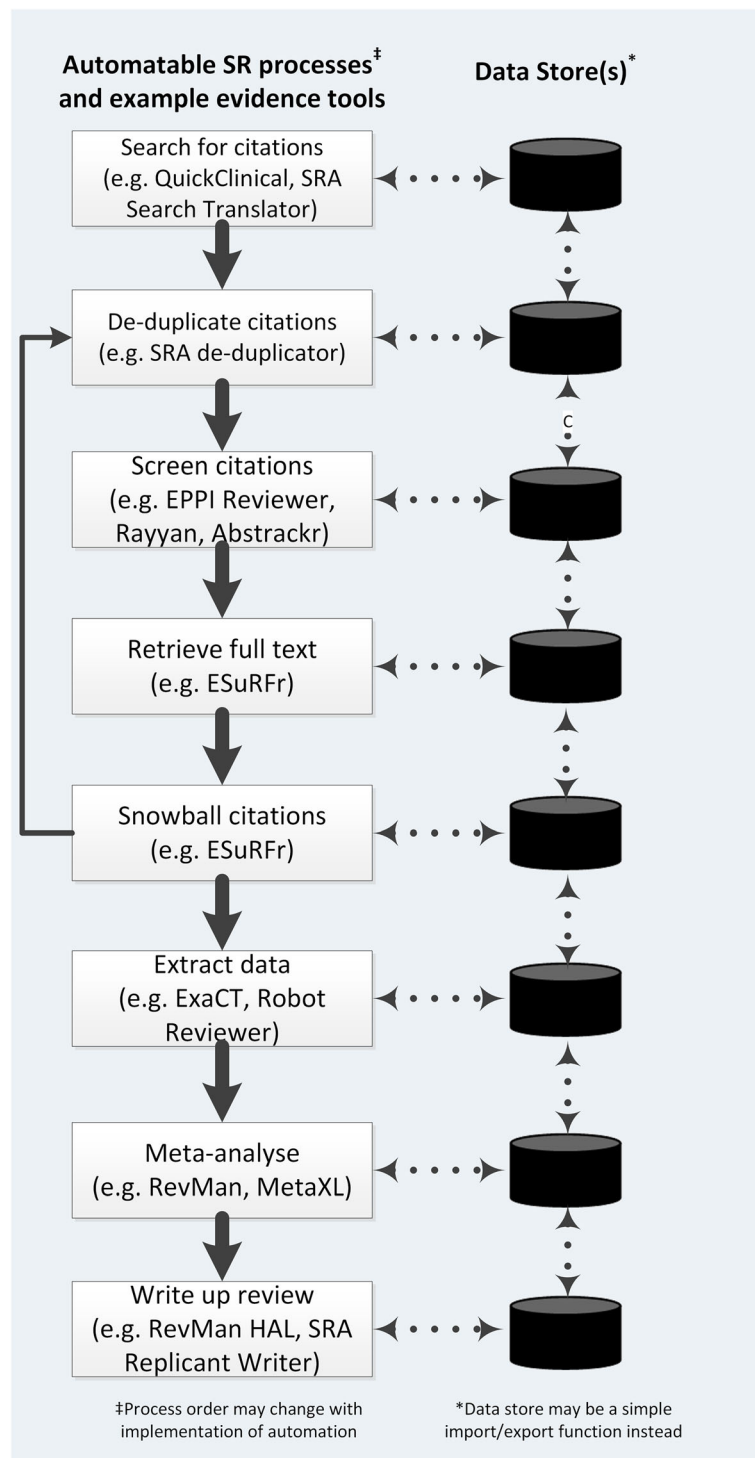 Automatable SR processes‡
and example evidence tools
Data Store(s)*
Search for citations
(e.g. QuickClinical, SRA
Search Translator)
De-duplicate citations
(e.g. SRA de-duplicator)
C
Screen citations
(e.g. EPPI Reviewer,
Rayyan, Abstrackr)
Retrieve full text
(e.g. ESuRFr)
Snowball citations
(e.g. ESuRFr)
Extract data
(e.g. ExaCT, Robot
Reviewer)
Meta-analyse
(e.g. RevMan, MetaXL)
Write up review
(e.g. RevMan HAL, SRA
Replicant Writer)
‡Process order may change with
implementation of automation
*Data store may be a simple
import/export function instead